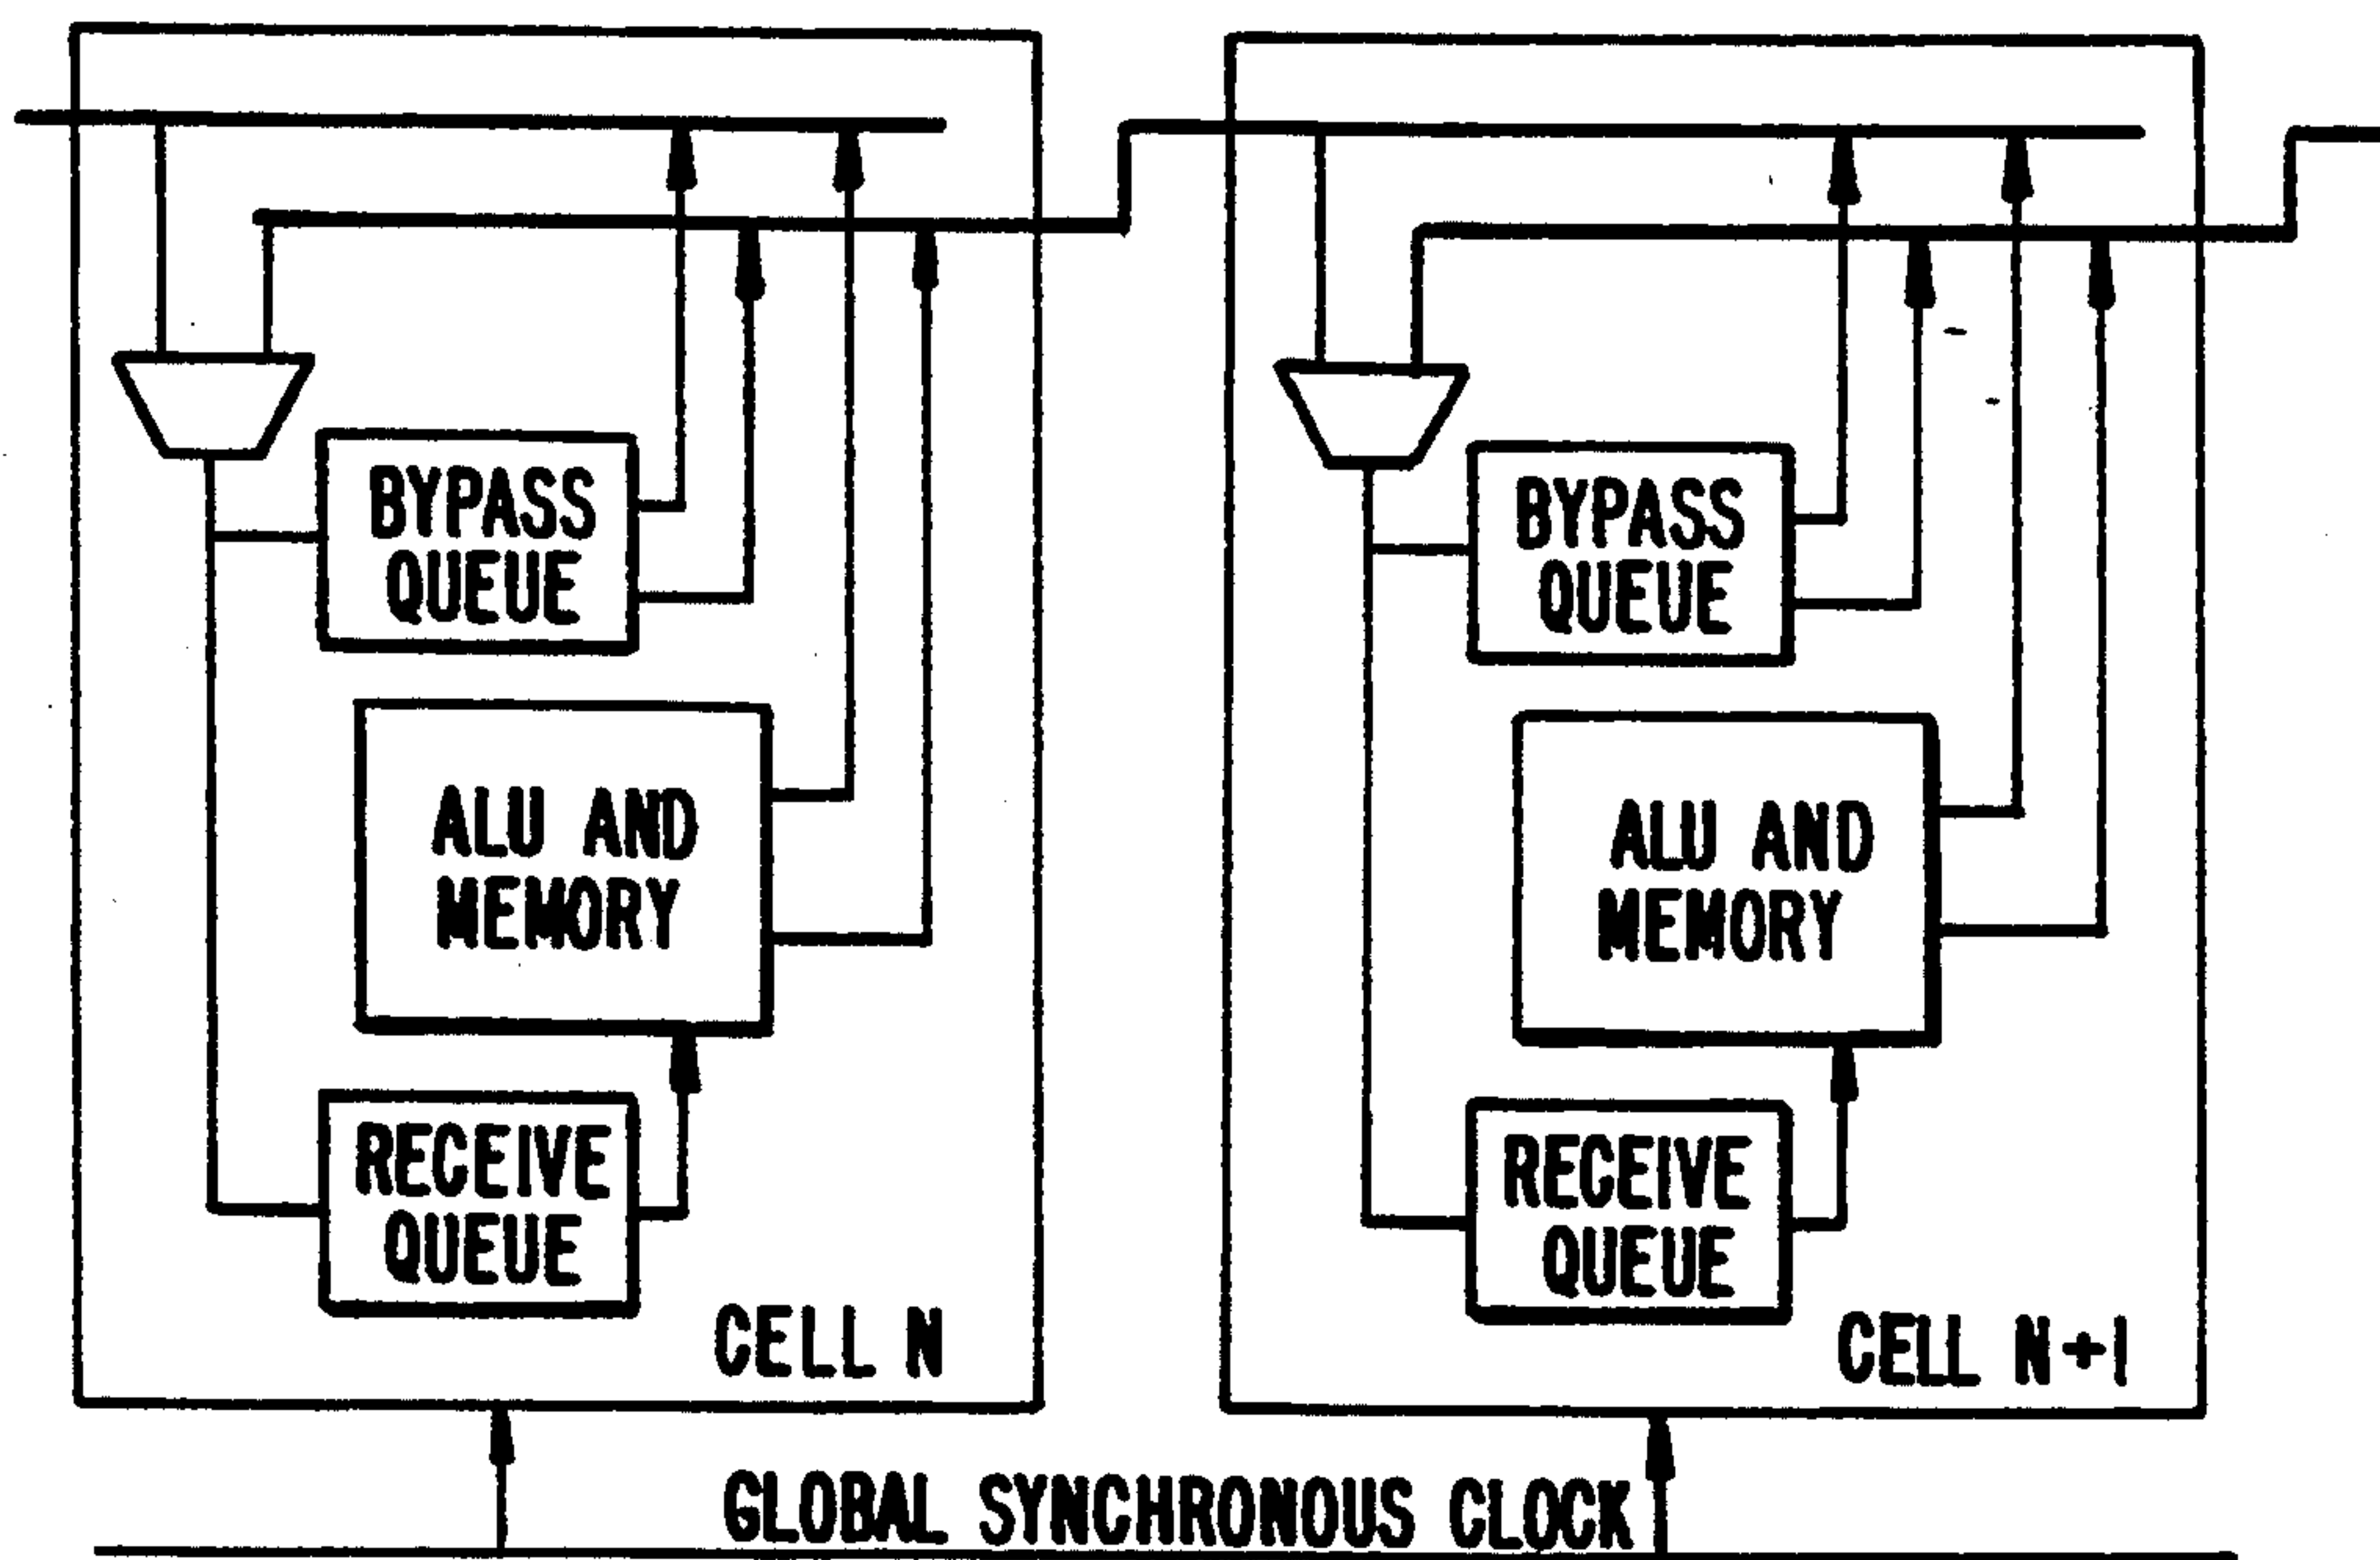 BYPASS
QUEUE
ALU AND
MEMORY
RECEIVE
QUEUE
CELL N
BYPASS
QUEUE
ALU AND
MEMORY
RECEIVE
QUEUE
CELL N+1
GLOBAL SYNCHRONOUS CLOCK